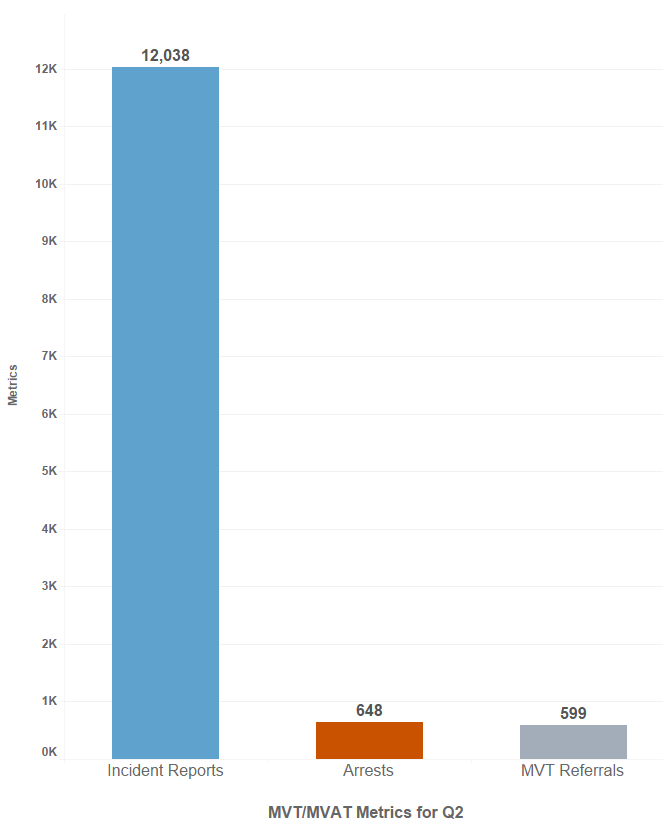 12,038
12K
11K
10K
9K
8K
7K
Metrics
6K
5K
4K
3K
2K
1K
648
599
0K
Incident Reports Arrests MVT Referrals
MVT/MVAT Metrics for Q2